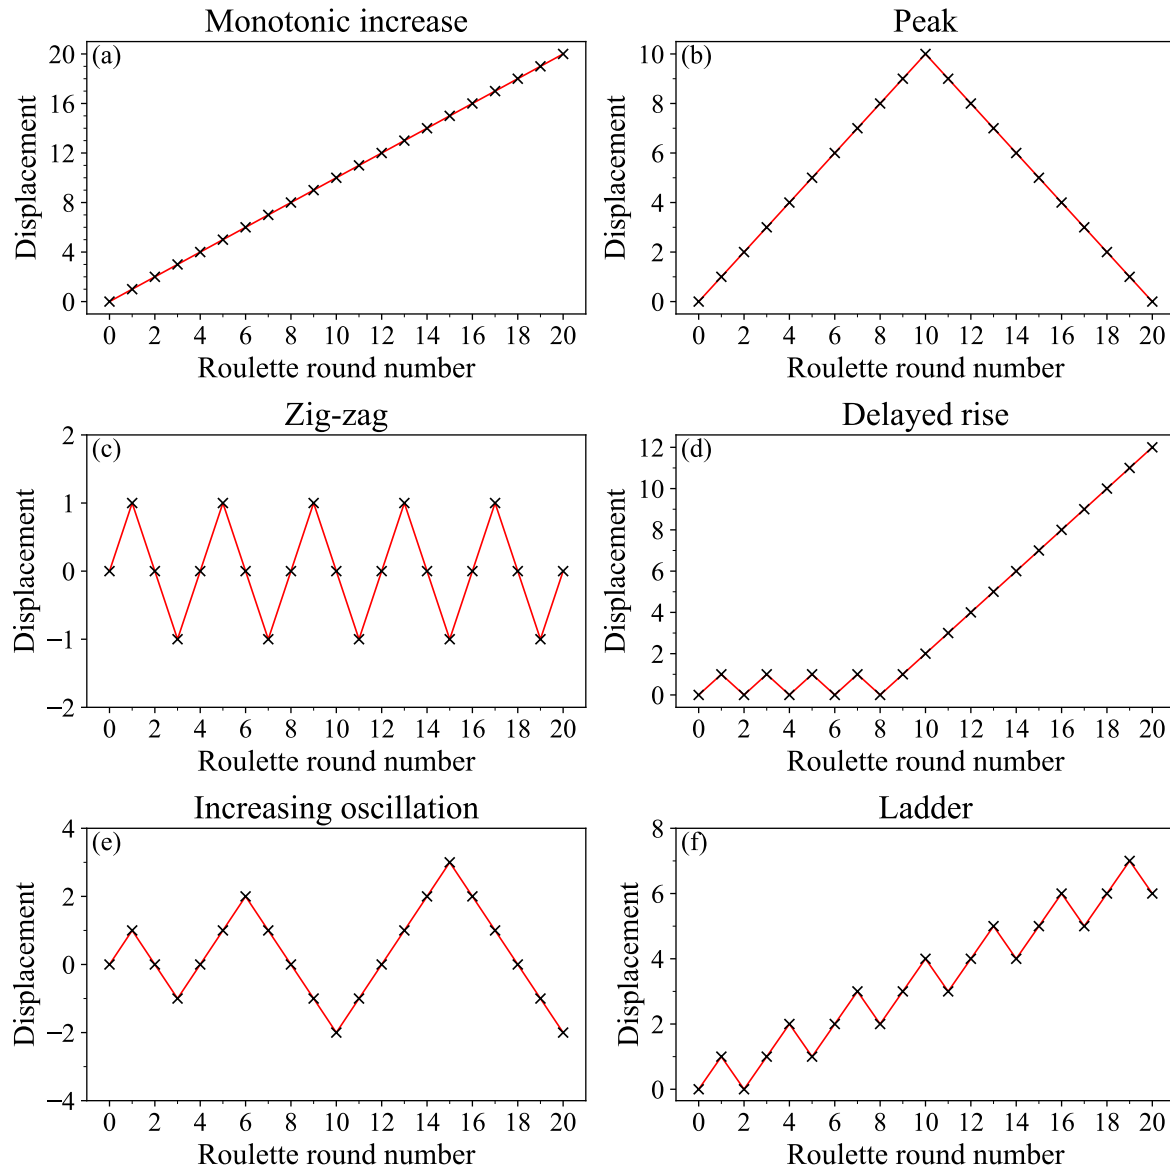 Monotonic increase
(a)
Displacement
20
16
12
8
4
0
0 2 4 6 8 10 12 14 16 18 20
Roulette round number
Peak
(b)
Displacement
10
8
6
4
2
0
0 2 4 6 8 10 12 14 16 18 20
Roulette round number
Zig-zag
(c)
Displacement
2
1
0
−1
−2
0 2 4 6 8 10 12 14 16 18 20
Roulette round number
Delayed rise
(d)
Displacement
12
10
8
6
4
2
0
0 2 4 6 8 10 12 14 16 18 20
Roulette round number
Increasing oscillation
(e)
Displacement
4
2
0
−2
−4
0 2 4 6 8 10 12 14 16 18 20
Roulette round number
Ladder
(f)
Displacement
8
6
4
2
0
0 2 4 6 8 10 12 14 16 18 20
Roulette round number